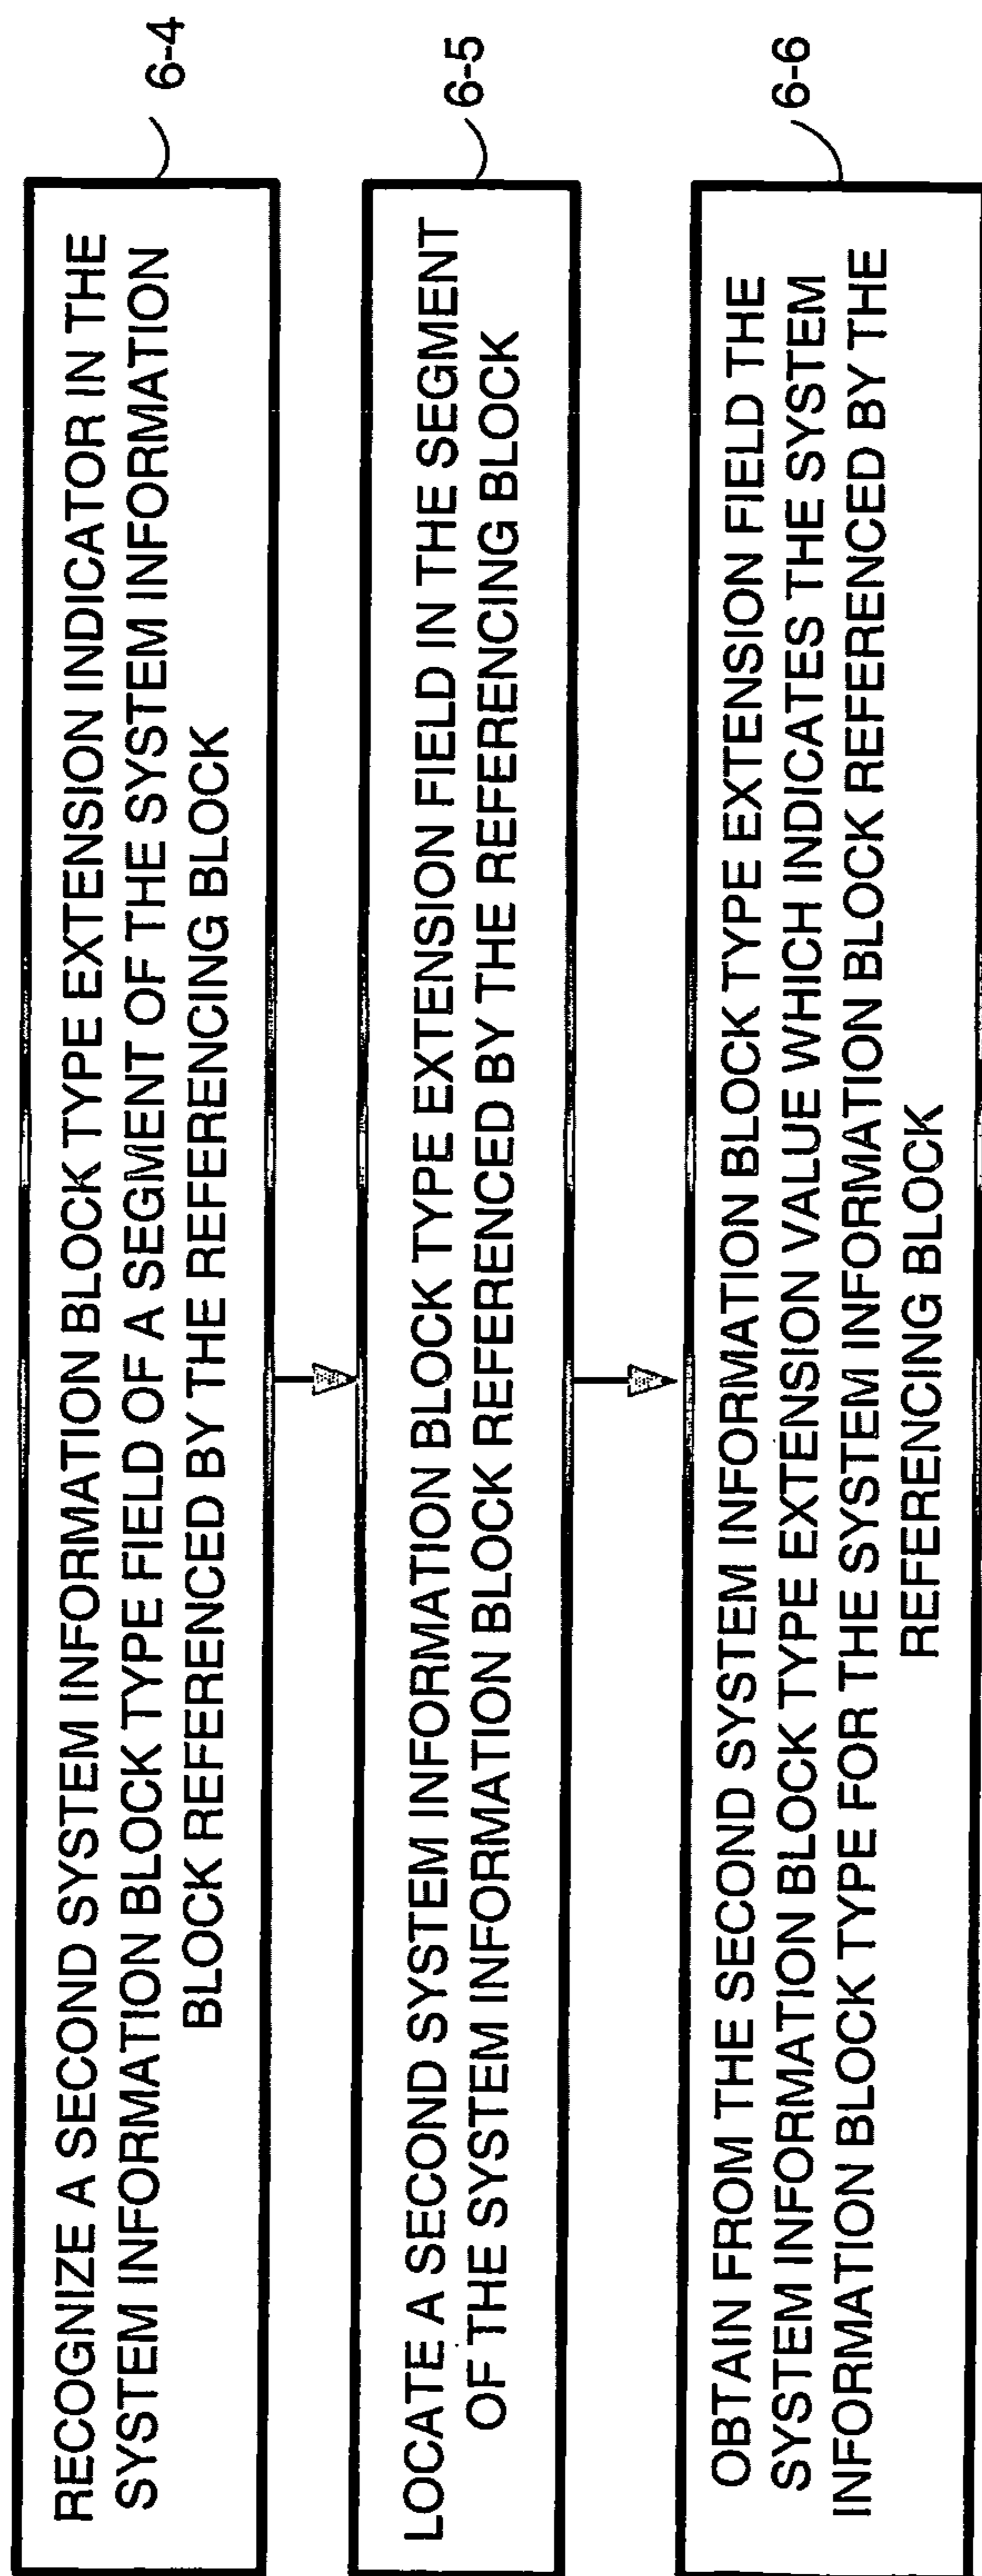 RECOGNIZE A SECOND SYSTEM INFORMATION BLOCK TYPE EXTENSION INDICATOR IN THE
SYSTEM INFORMATION BLOCK TYPE FIELD OF A SEGMENT OF THE SYSTEM INFORMATION
BLOCK REFERENCED BY THE REFERENCING BLOCK
6-4
LOCATE A SECOND SYSTEM INFORMATION BLOCK TYPE EXTENSION FIELD IN THE SEGMENT
OF THE SYSTEM INFORMATION BLOCK REFERENCED BY THE REFERENCING BLOCK
6-5
OBTAIN FROM THE SECOND SYSTEM INFORMATION BLOCK TYPE EXTENSION FIELD THE
SYSTEM INFORMATION BLOCK TYPE EXTENSION VALUE WHICH INDICATES THE SYSTEM
INFORMATION BLOCK TYPE FOR THE SYSTEM INFORMATION BLOCK REFERENCED BY THE
REFERENCING BLOCK
6-6